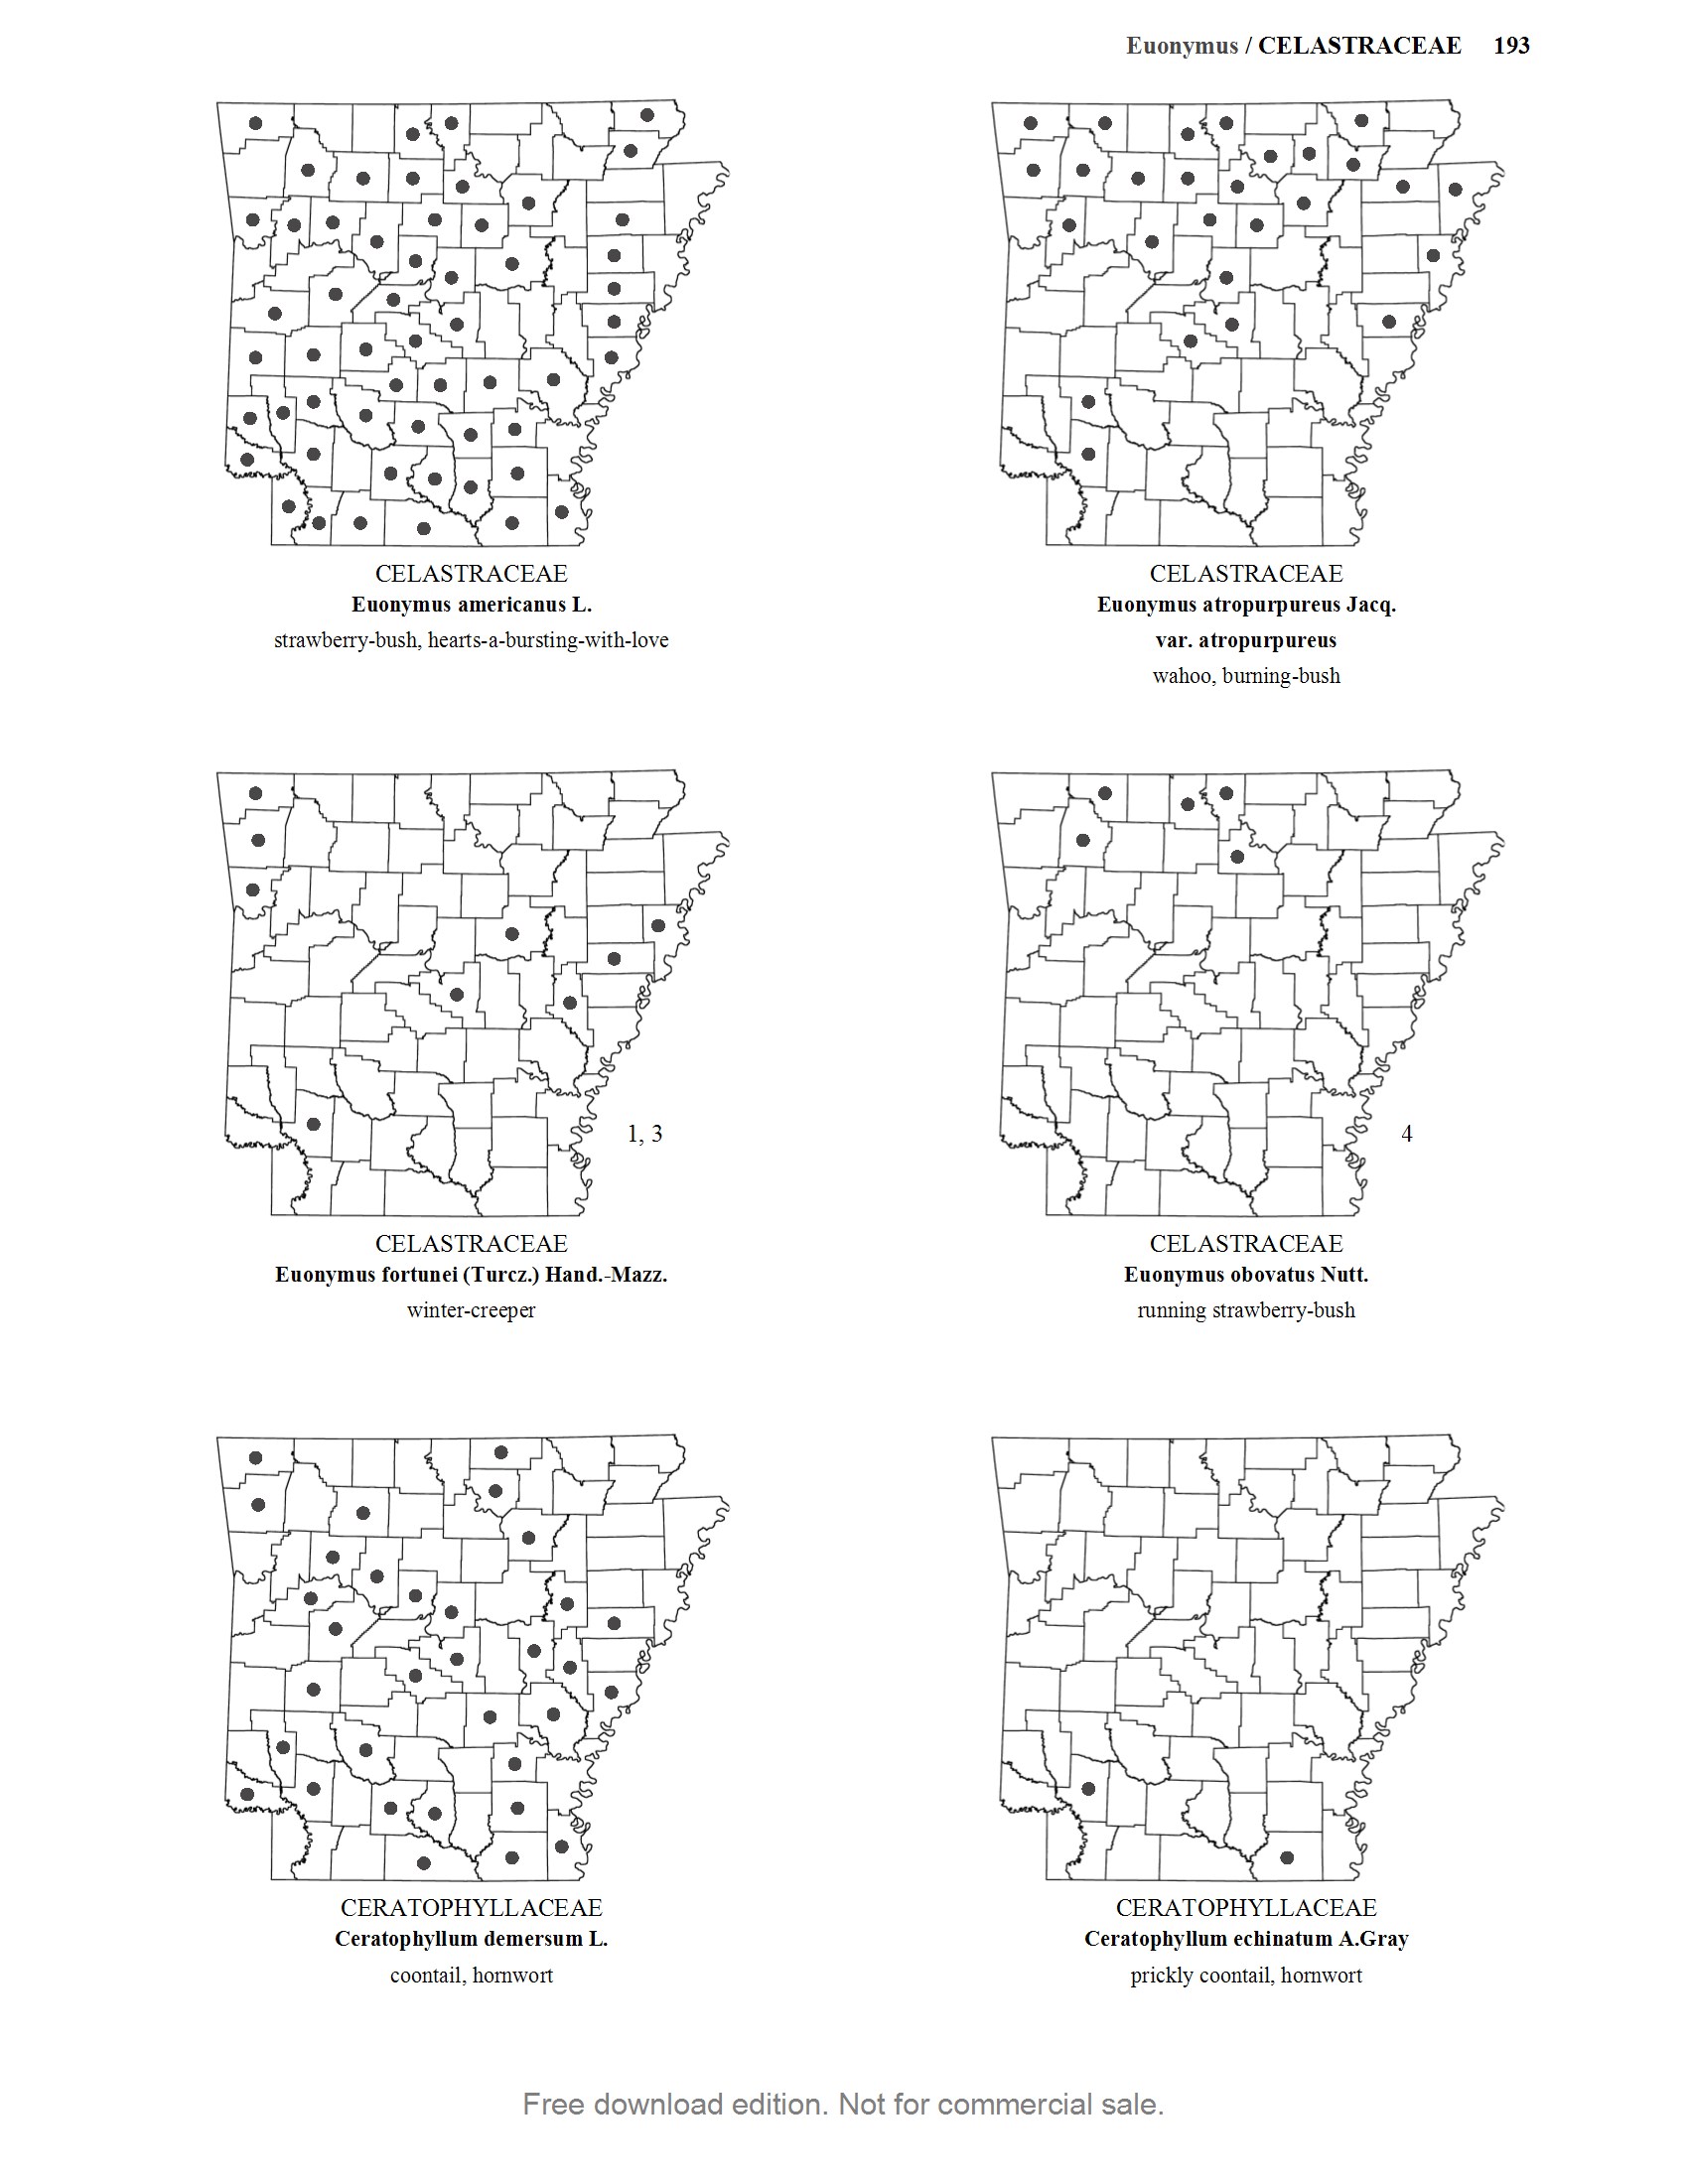 Euonymus / CELASTRACEAE 193
CELASTRACEAE
Euonymus americanus L.
strawberry-bush, hearts-a-bursting-with-love
CELASTRACEAE
Euonymus atropurpureus Jacq.
var. atropurpureus
wahoo, burning-bush
1, 3
CELASTRACEAE
Euonymus fortunei (Turcz.) Hand.-Mazz.
winter-creeper
4
CELASTRACEAE
Euonymus obovatus Nutt.
running strawberry-bush
CERATOPHYLLACEAE
Ceratophyllum demersum L.
coontail, hornwort
CERATOPHYLLACEAE
Ceratophyllum echinatum A.Gray
prickly coontail, hornwort
Free download edition. Not for commercial sale.